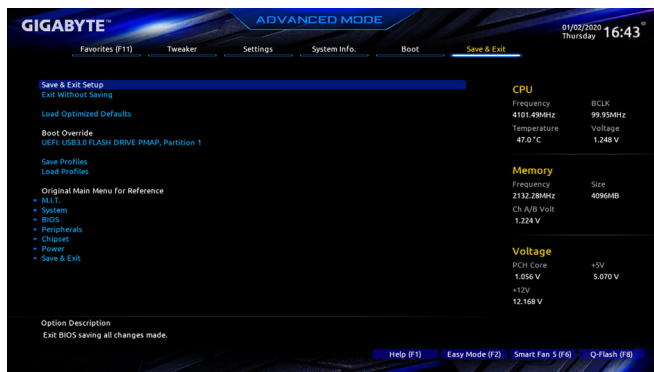 GIGABYTE™
ADVANCED MODE
01/02/2020
Thursday
16:43
Favorites (F11) Tweaker Settings System Info. Boot Save & Exit
Save & Exit Setup
Exit Without Saving
Load Optimized Defaults
Boot Override
UEFI: USB3.0 FLASH DRIVE PMAP, Partition 1
Save Profiles
Load Profiles
Original Main Menu for Reference
M.I.T.
System
BIOS
Peripherals
Chipset
Power
Save & Exit
CPU
Frequency BCLK
4101.49MHz 99.95MHz
Temperature Voltage
47.0 °C 1.248 V
Memory
Frequency Size
2132.28MHz 4096MB
Ch A/B Volt
1.224 V
Voltage
PCH Core +5V
1.056 V 5.070 V
+12V
12.168 V
Option Description
Exit BIOS saving all changes made.
Help (F1) Easy Mode (F2) Smart Fan 5 (F6) Q-Flash (F8)